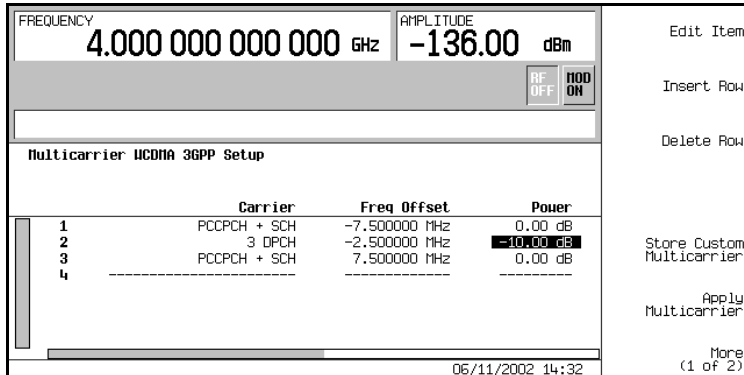 FREQUENCY
4.000 000 000 000 GHz
AMPLITUDE
-136.00 dBm
RF OFF
MOD ON
Multicarrier WCDMA 3GPP Setup
Carrier Freq Offset Power
1 PCCPCH + SCH -7.500000 MHz 0.00 dB
2 3 DPCH -2.500000 MHz -10.00 dB
3 PCCPCH + SCH 7.500000 MHz 0.00 dB
4 ---------------------- ------------- ---------
06/11/2002 14:32
Edit Item
Insert Row
Delete Row
Store Custom
Multicarrier
Apply
Multicarrier
More
(1 of 2)